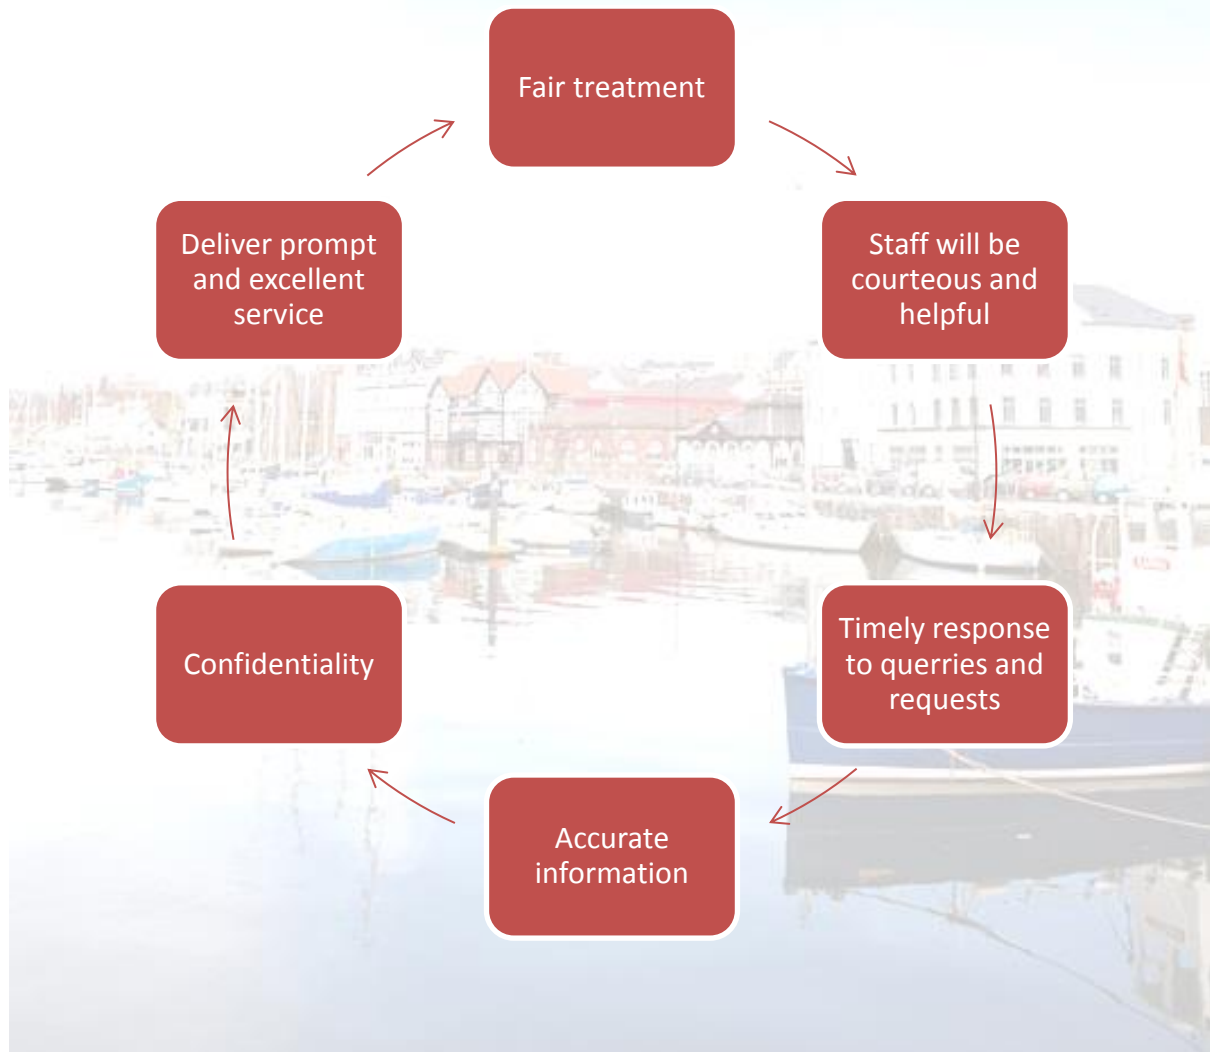 Fair treatment
Staff will be
courteous and
helpful
Timely response
to querries and
requests
Accurate
information
Confidentiality
Deliver prompt
and excellent
service